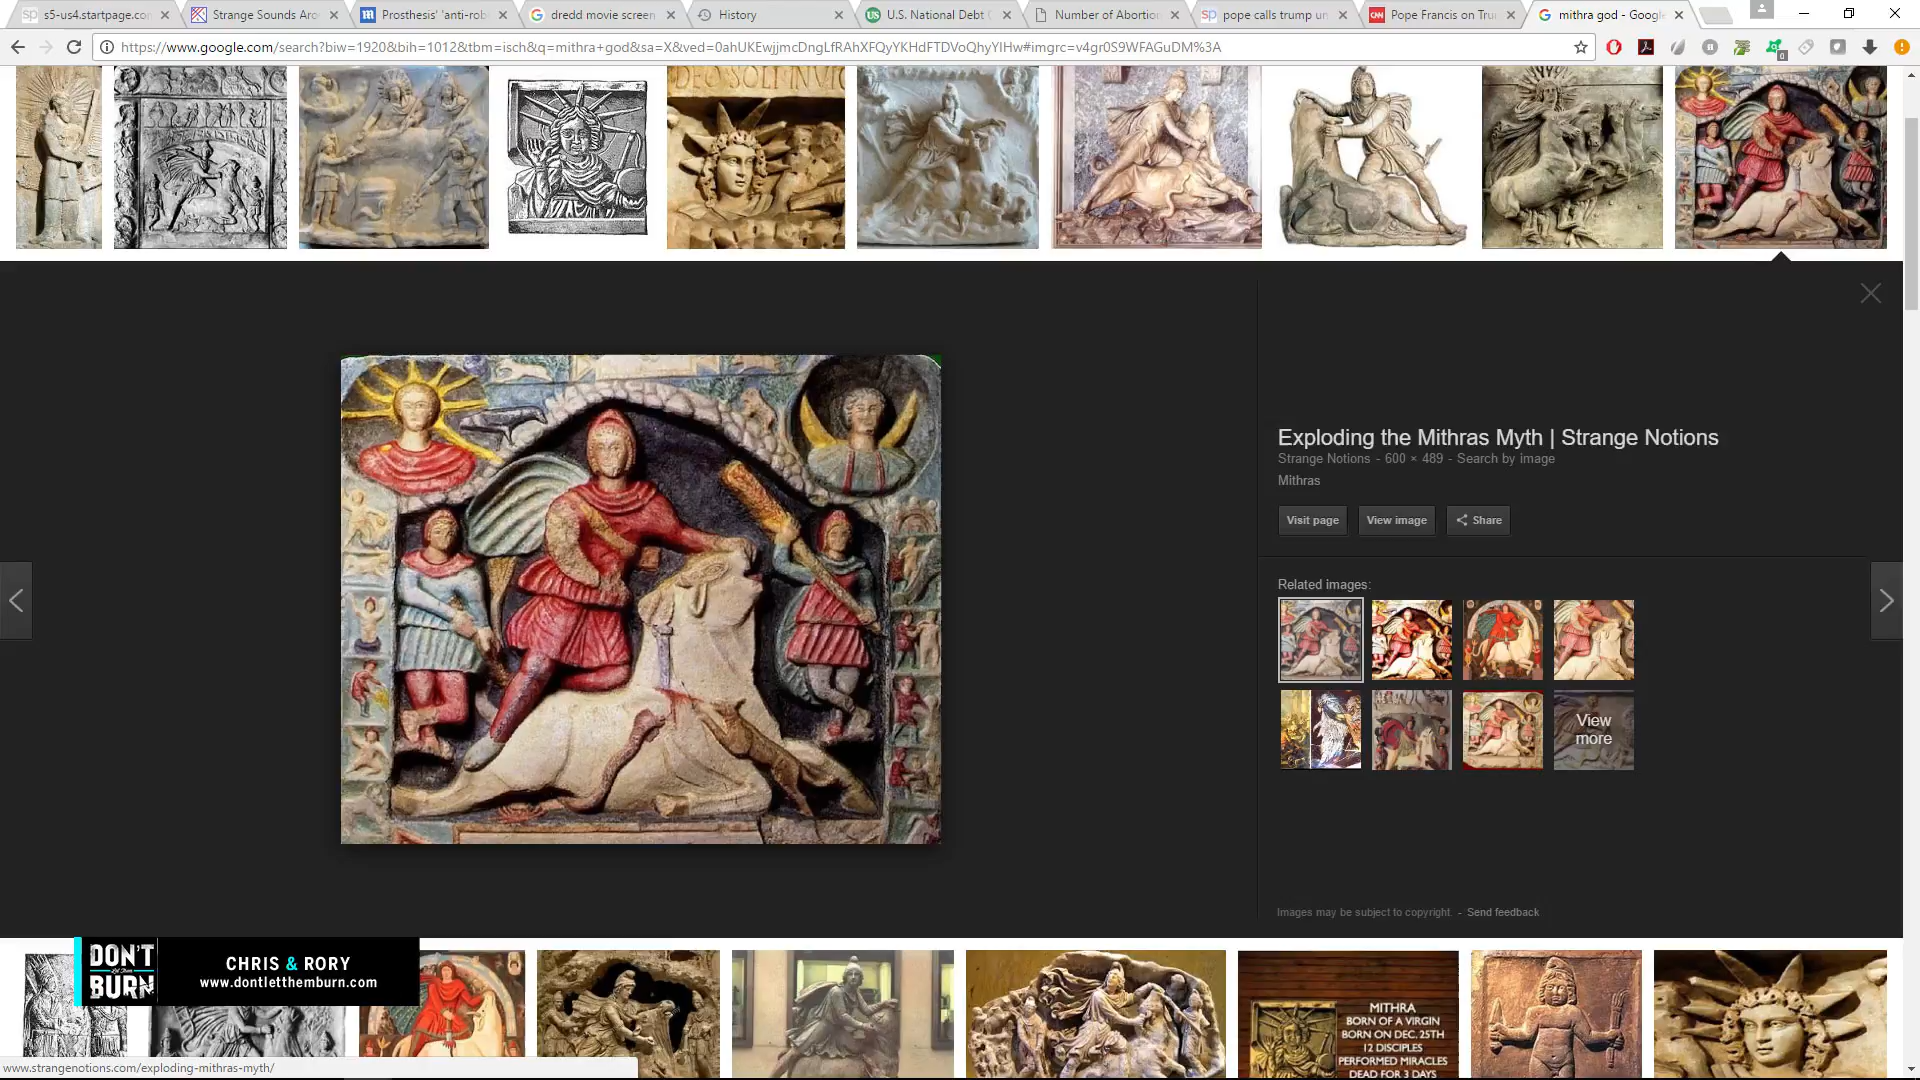 s5-us4.startpage.con
Strange Sounds Aro
Prosthesis' 'anti-rob
dredd movie screen
History
U.S. National Debt C
Number of Abortion
pope calls trump un
Pope Francis on Tru
mithra god - Google
https://www.google.com/search?biw=1920&bih=1012&tbm=isch&q=mithra+god&sa=X&ved=0ahUKEwjjmcDngLfRAhXFQyYKHdFTDVoQhyYIHw#imgrc=v4gr0S9WFAGuDM%3A
Exploding the Mithras Myth | Strange Notions
Strange Notions - 600 × 489 - Search by image
Mithras
Visit page
View image
Share
Related images:
View
more
Images may be subject to copyright. - Send feedback
DON'T
Let Them
BURN
CHRIS & RORY
www.dontletthemburn.com
MITHRA
BORN OF A VIRGIN
BORN ON DEC. 25TH
12 DISCIPLES
PERFORMED MIRACLES
DEAD FOR 3 DAYS
www.strangenotions.com/exploding-mithras-myth/